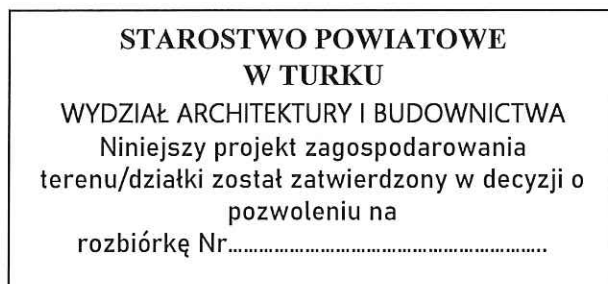 STAROSTWO POWIATOWE
W TURKU
WYDZIAŁ ARCHITEKTURY I BUDOWNICTWA
Niniejszy projekt zagospodarowania
terenu/działki został zatwierdzony w decyzji o
pozwoleniu na
rozbiórkę Nr……………………………………………………..